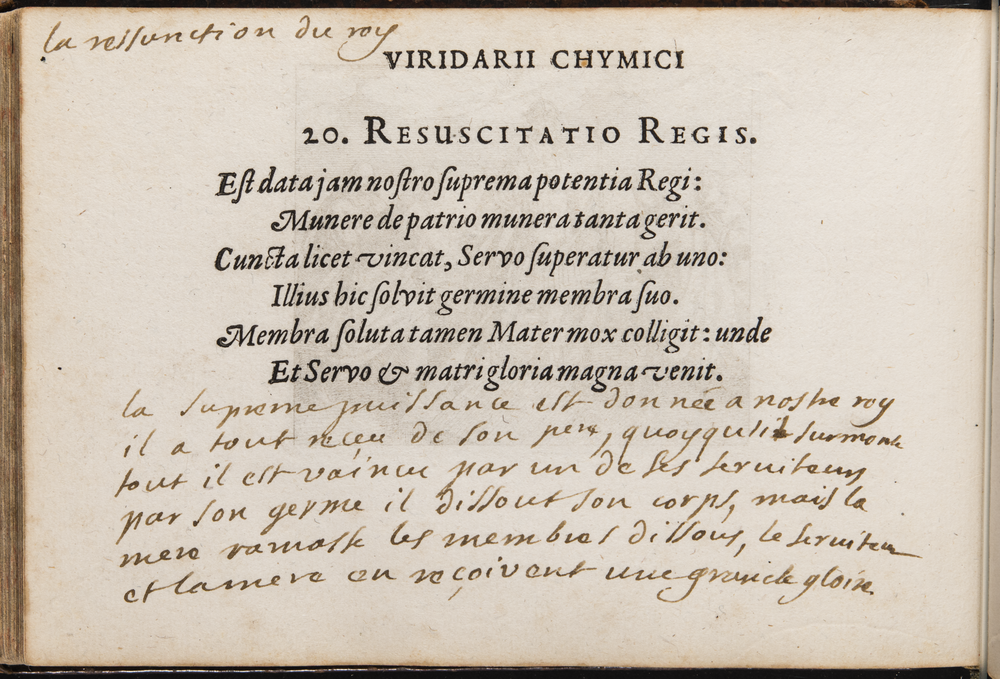 la ressunction du roy
VIRIDARII CHYMICI
20. RESUSCITATIO REGIS.
Est data jam nostro suprema potentia Regi:
Munere de patrio munera tanta gerit.
Cuncta licet vincat, Servo superatur ab uno:
Illius hic solvit germine membra suo.
Membra soluta tamen Mater mox colligit: unde
Et Servo & matri gloria magna venit.
la supreme puissance est donnée a nostre roy
il a tout receu de son pere, quoyqu'il surmonte
tout il est vaincu par un de ses serviteurs
par son germe il dissout son corps, mais la
mere ramasse les membres dissous, le serviteur
et la mere en reçoivent une grande gloire.